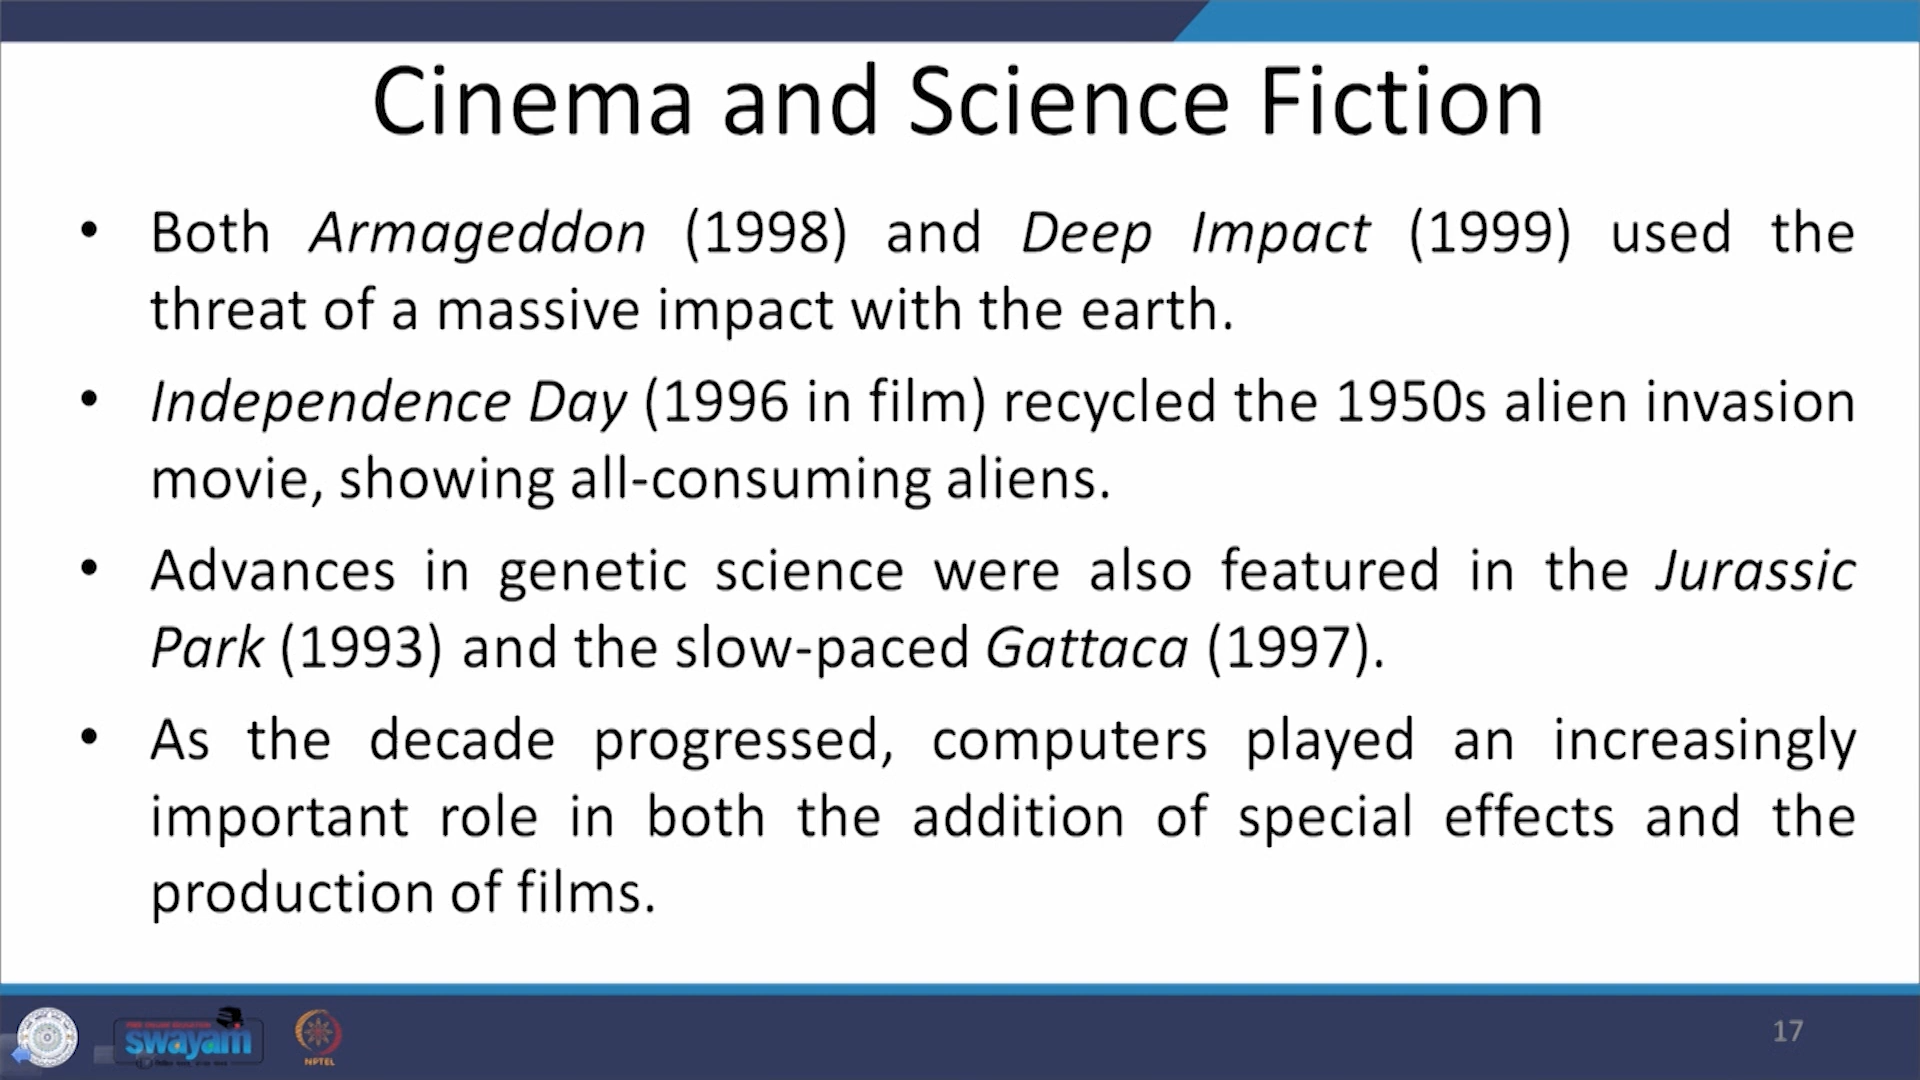 Cinema and Science Fiction
• Both Armageddon (1998) and Deep Impact (1999) used the
threat of a massive impact with the earth.
• Independence Day (1996 in film) recycled the 1950s alien invasion
movie, showing all-consuming aliens.
• Advances in genetic science were also featured in the Jurassic
Park (1993) and the slow-paced Gattaca (1997).
• As the decade progressed, computers played an increasingly
important role in both the addition of special effects and the
production of films.
swayam
NPTEL
17